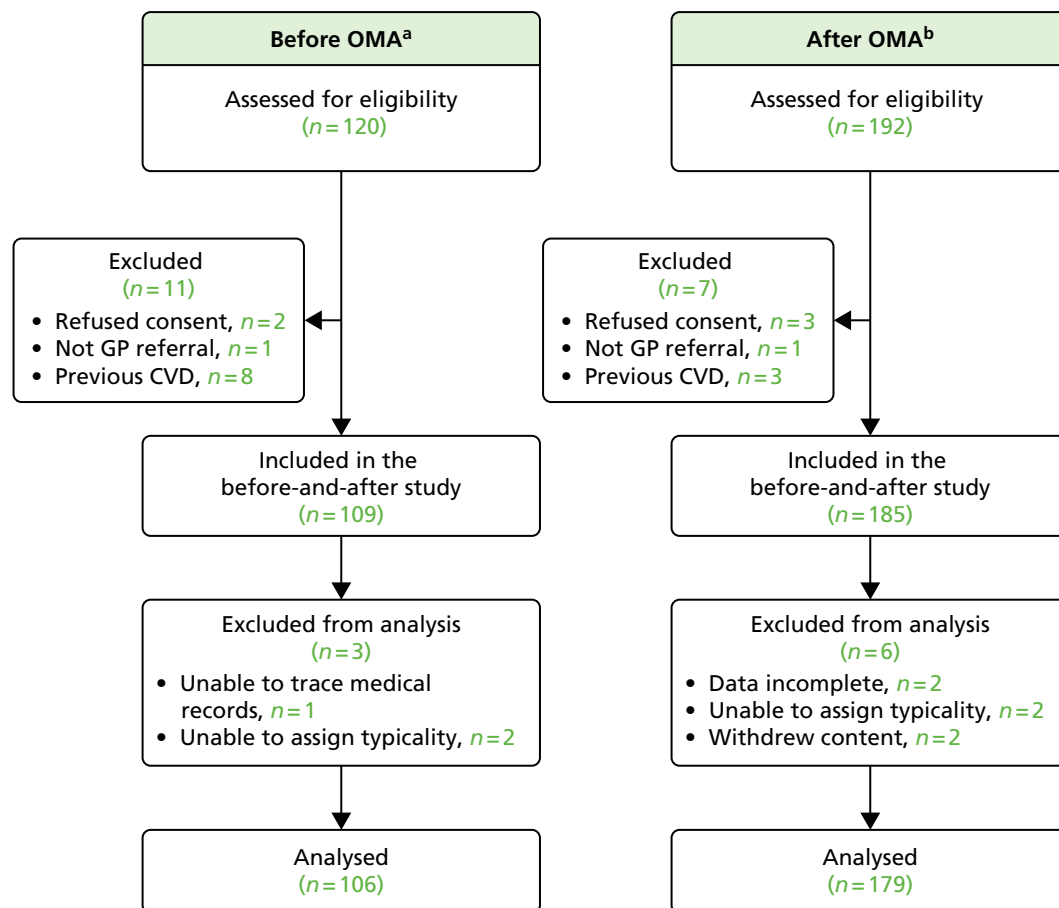 Before OMAa
Assessed for eligibility
(n=120)
Excluded
(n=11)
• Refused consent, n=2
• Not GP referral, n=1
• Previous CVD, n=8
Included in the
before-and-after study
(n=109)
Excluded from analysis
(n=3)
• Unable to trace medical
records, n=1
• Unable to assign typicality, n=2
Analysed
(n=106)
After OMAb
Assessed for eligibility
(n=192)
Excluded
(n=7)
• Refused consent, n=3
• Not GP referral, n=1
• Previous CVD, n=3
Included in the
before-and-after study
(n=185)
Excluded from analysis
(n=6)
• Data incomplete, n=2
• Unable to assign typicality, n=2
• Withdrew content, n=2
Analysed
(n=179)